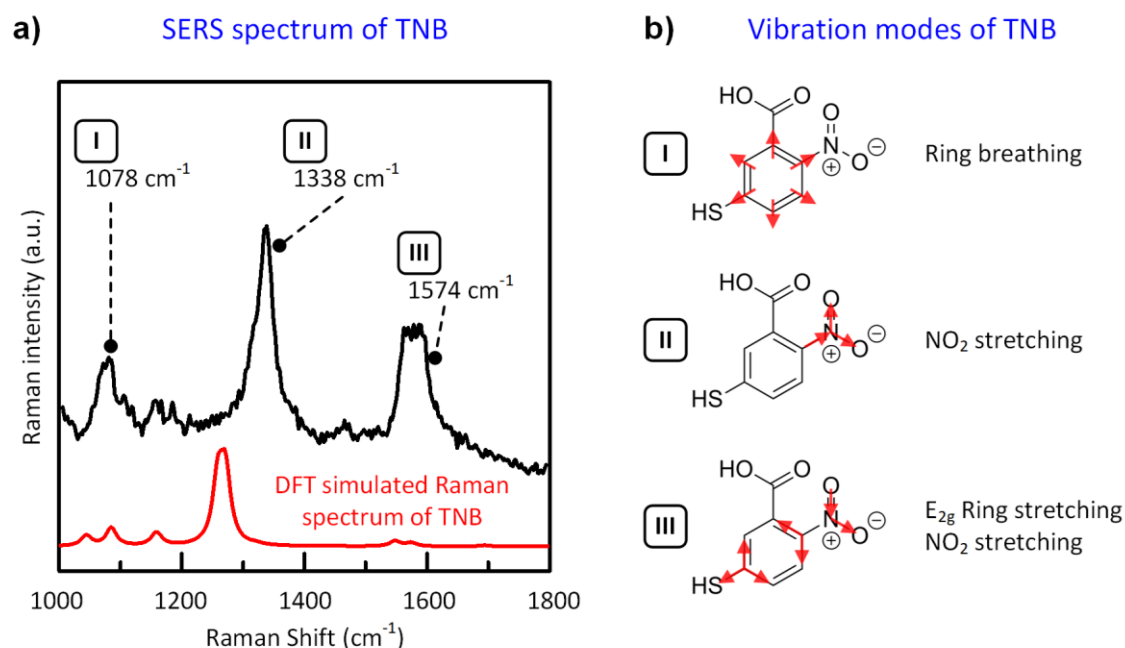 a)
SERS spectrum of TNB
I
1078 cm⁻¹
II
1338 cm⁻¹
III
1574 cm⁻¹
DFT simulated Raman
spectrum of TNB
Raman intensity (a.u.)
1000 1200 1400 1600 1800
Raman Shift (cm⁻¹)
b)
Vibration modes of TNB
I
HO
O
O
N
⊕
O
⊖
HS
Ring breathing
II
HO
O
O
N
⊕
O
⊖
HS
NO₂ stretching
III
HO
O
O
N
⊕
O
⊖
HS
E₂g Ring stretching
NO₂ stretching